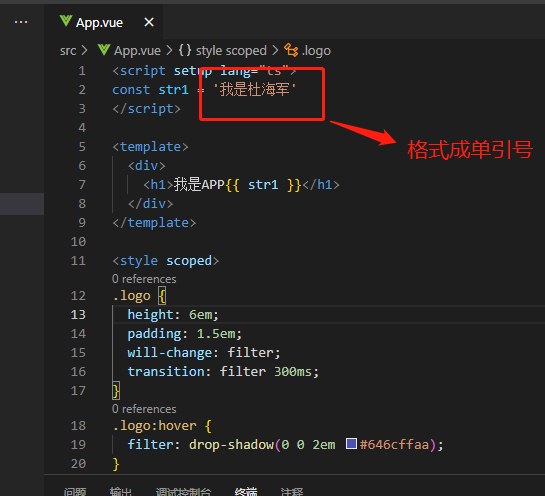 ··· App.vue ×
src > App.vue > {} style scoped > .logo
1 <script setup lang="ts">
2 const str1 = '我是杜海军'
3 </script>
格式成单引号
4
5 <template>
6 <div>
7 <h1>我是APP{{ str1 }}</h1>
8 </div>
9 </template>
10
11 <style scoped>
0 references
12 .logo {
13 height: 6em;
14 padding: 1.5em;
15 will-change: filter;
16 transition: filter 300ms;
17 }
0 references
18 .logo:hover {
19 filter: drop-shadow(0 0 2em #646cffaa);
20 }
问题 输出 调试控制台 终端 注释